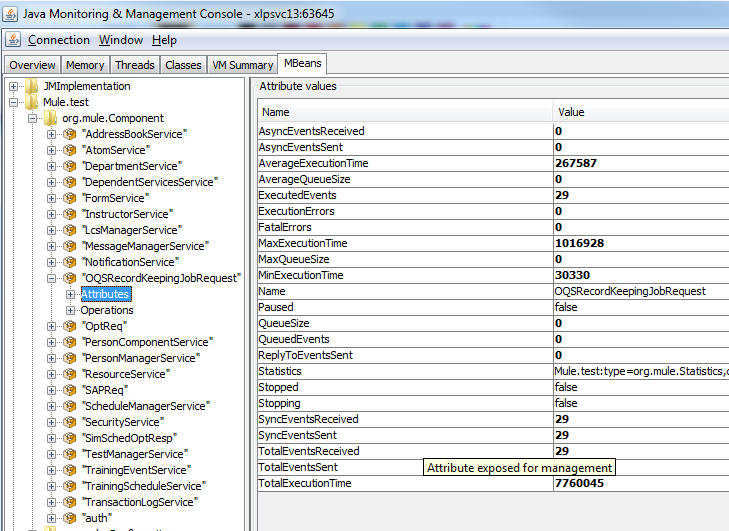 Java Monitoring & Management Console - xlpsvc13:63645
Connection Window Help
Overview Memory Threads Classes VM Summary MBeans
JMImplementation
Mule.test
org.mule.Component
"AddressBookService"
"AtomService"
"DepartmentService"
"DependentServicesService"
"FormService"
"InstructorService"
"LcsManagerService"
"MessageManagerService"
"NotificationService"
"OQSRecordKeepingJobRequest"
Attributes
Operations
"OptReq"
"PersonComponentService"
"PersonManagerService"
"ResourceService"
"SAPReq"
"ScheduleManagerService"
"SecurityService"
"SimSchedOptResp"
"TestManagerService"
"TrainingEventService"
"TrainingScheduleService"
"TransactionLogService"
"auth"
Attribute values
Name Value
AsyncEventsReceived 0
AsyncEventsSent 0
AverageExecutionTime 267587
AverageQueueSize 0
ExecutedEvents 29
ExecutionErrors 0
FatalErrors 0
MaxExecutionTime 1016928
MaxQueueSize 0
MinExecutionTime 30330
Name OQSRecordKeepingJobRequest
Paused false
QueueSize 0
QueuedEvents 0
ReplyToEventsSent 0
Statistics Mule.test:type=org.mule.Statistics,
Stopped false
Stopping false
SyncEventsReceived 29
SyncEventsSent 29
TotalEventsReceived 29
TotalEventsSent
Attribute exposed for management
TotalExecutionTime 7760045